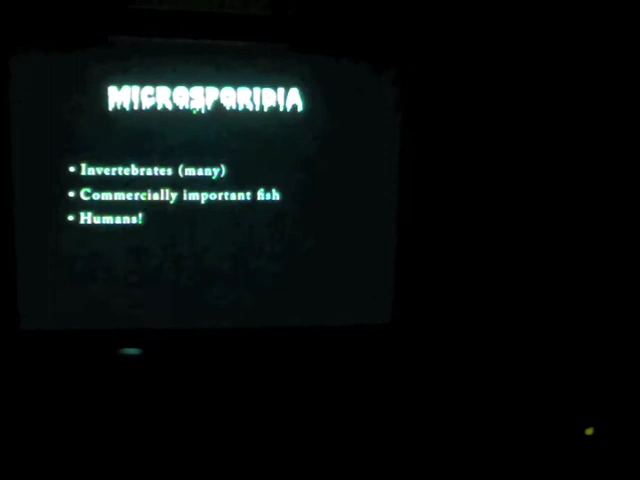 MICROSPORIDIA
• Invertebrates (many)
• Commercially important fish
• Humans!